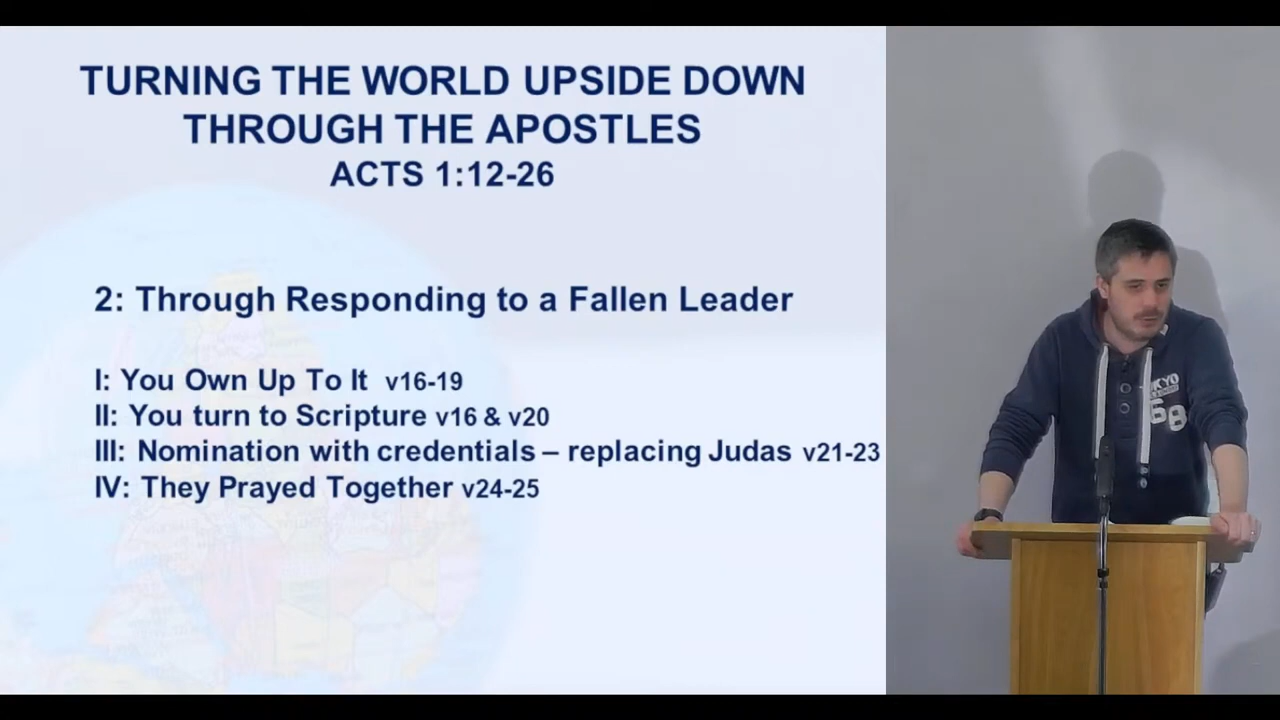 TURNING THE WORLD UPSIDE DOWN
THROUGH THE APOSTLES
ACTS 1:12-26
2: Through Responding to a Fallen Leader
I: You Own Up To It v16-19
II: You turn to Scripture v16 & v20
III: Nomination with credentials – replacing Judas v21-23
IV: They Prayed Together v24-25
68